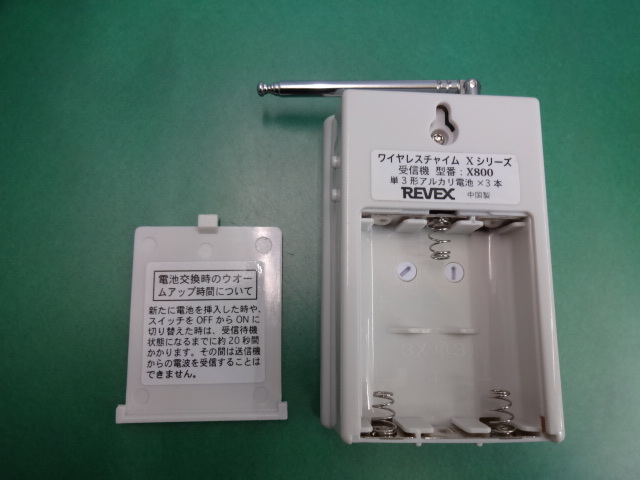 ワイヤレスチャイム Xシリーズ
受信機 型番：X800
単3形アルカリ電池×3本
REVEX 中国製
電池交換時のウオー
ムアップ時間について
新たに電池を挿入した時や、
スイッチをOFFからONに
切り替えた時は、受信待機
状態になるまでに約20秒間
かかります。その間は送信機
からの電波を受信することは
できません。